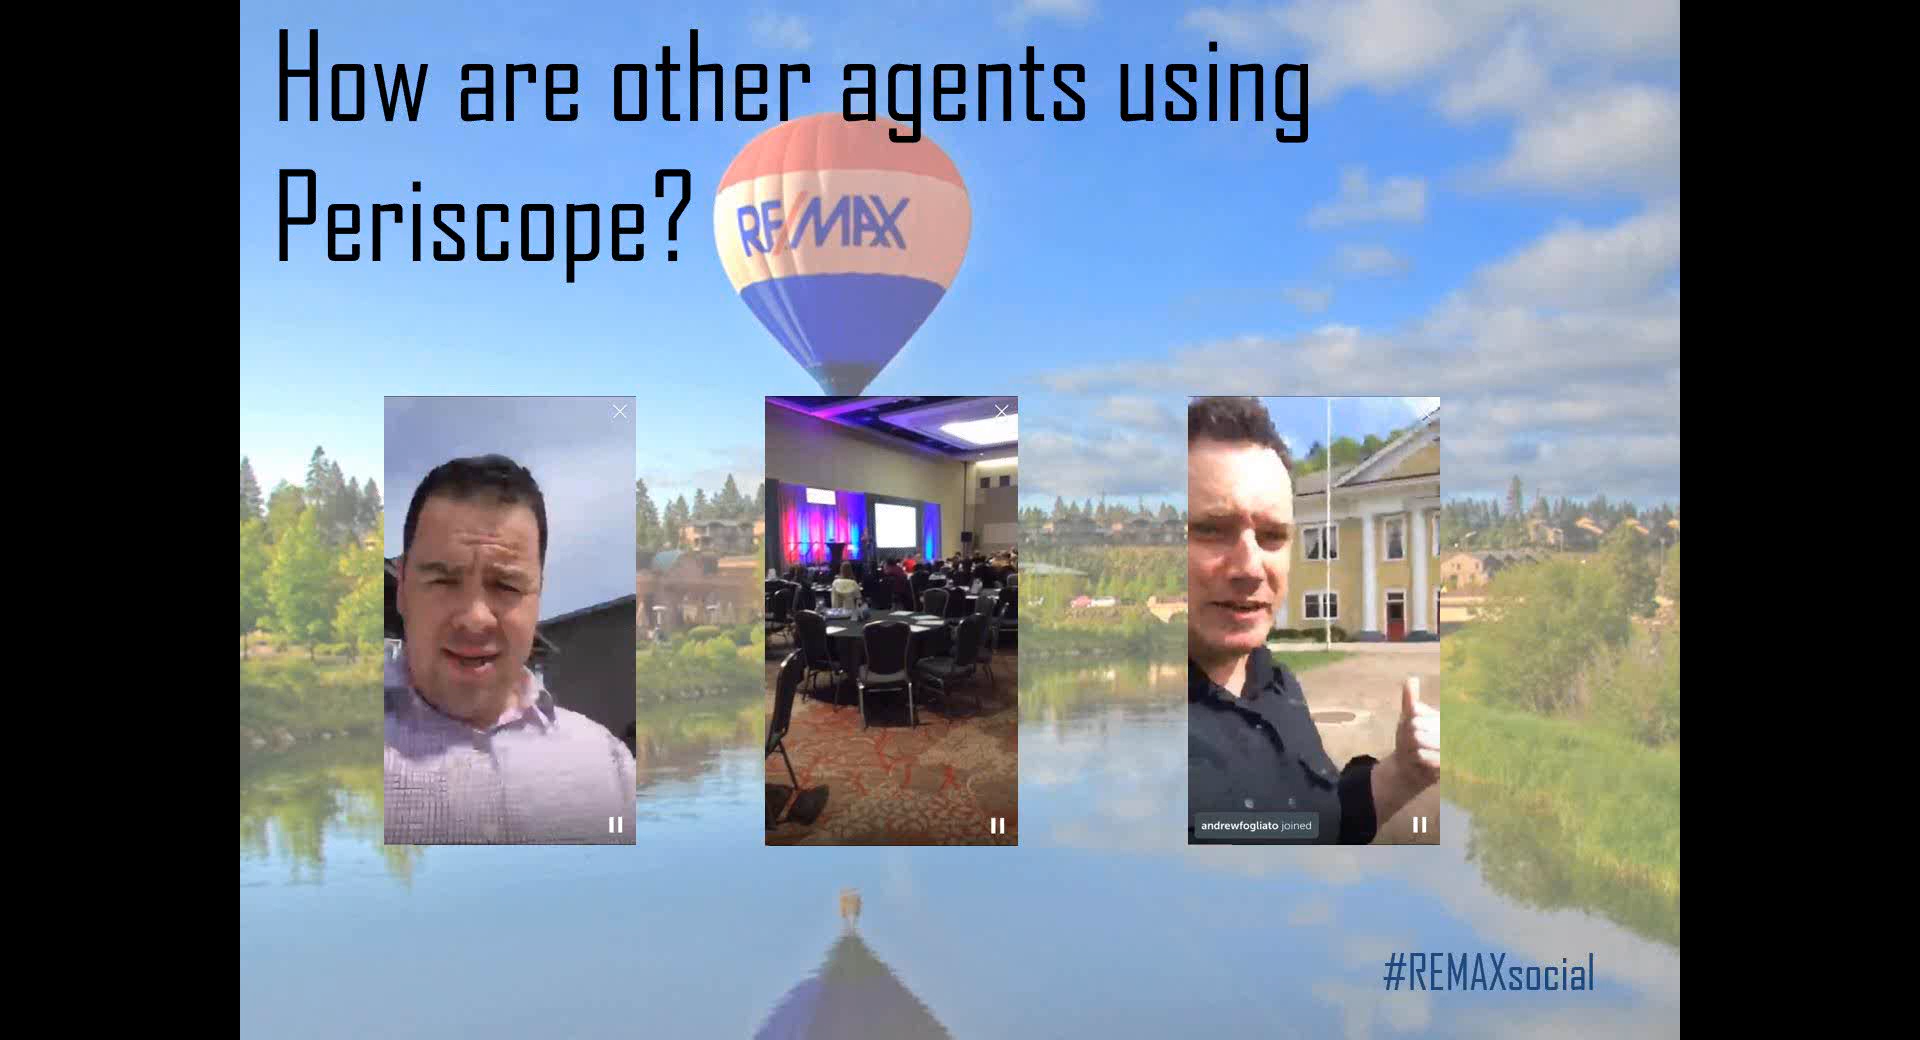 How are other agents using
Periscope?
RE/MAX
andrewfogliato joined
#REMAXsocial